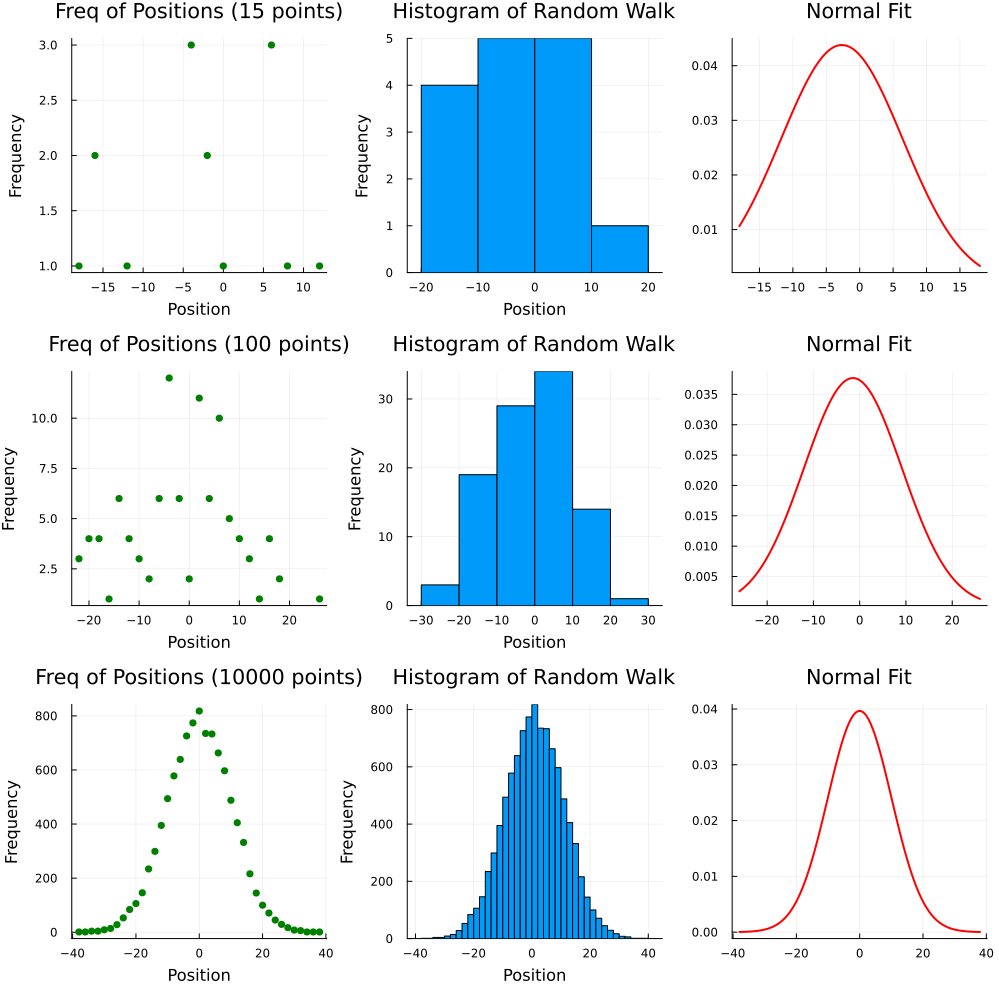 Freq of Positions (15 points) Histogram of Random Walk Normal Fit
3.0
2.5
2.0
1.5
1.0
Frequency
−15 −10 −5 0 5 10
Position
5
4
3
2
1
0
Frequency
−20 −10 0 10 20
Position
0.04
0.03
0.02
0.01
−15 −10 −5 0 5 10 15
Freq of Positions (100 points) Histogram of Random Walk Normal Fit
10.0
7.5
5.0
2.5
Frequency
−20 −10 0 10 20
Position
30
20
10
0
Frequency
−30 −20 −10 0 10 20 30
Position
0.035
0.030
0.025
0.020
0.015
0.010
0.005
−20 −10 0 10 20
Freq of Positions (10000 points) Histogram of Random Walk Normal Fit
800
600
400
200
0
Frequency
−40 −20 0 20 40
Position
800
600
400
200
0
Frequency
−40 −20 0 20 40
Position
0.04
0.03
0.02
0.01
0.00
−40 −20 0 20 40